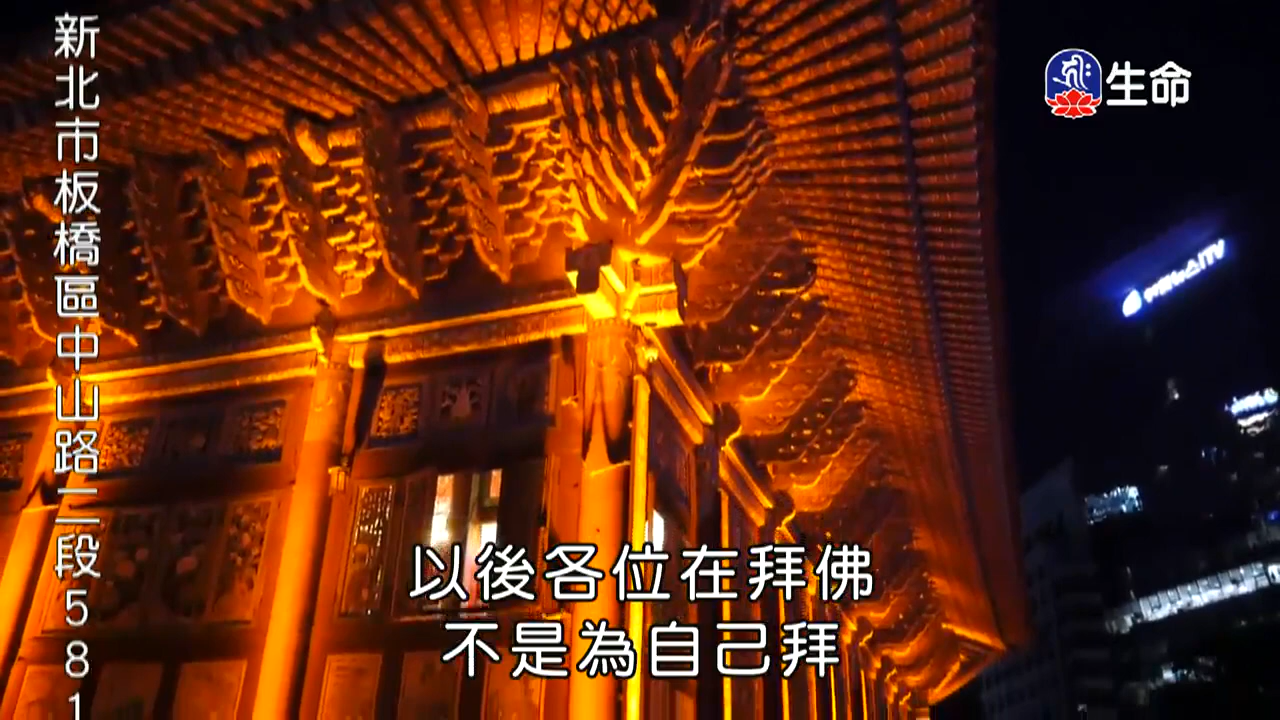 新北市板橋區中山路二段581
生命
以後各位在拜佛
不是為自己拜